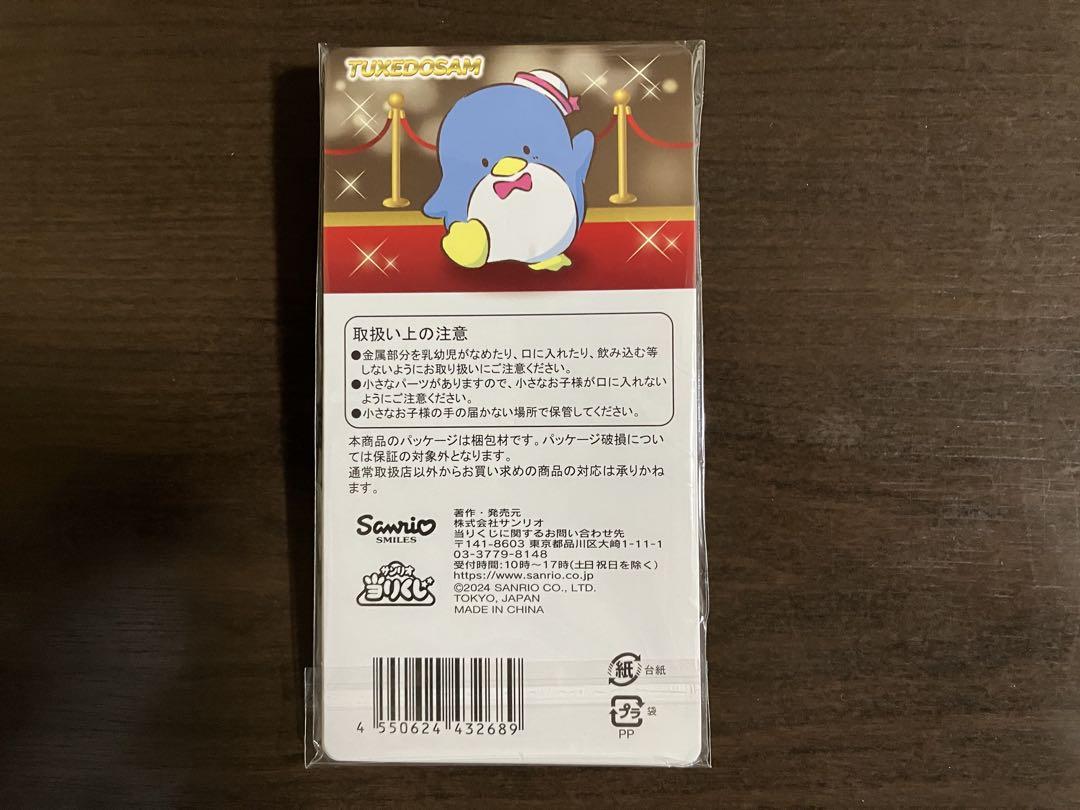 TUXEDOSAM
取扱い上の注意
●金属部分を乳幼児がなめたり、口に入れたり、飲み込む等
しないようにお取り扱いにご注意ください。
●小さなパーツがありますので、小さなお子様が口に入れない
ようにご注意ください。
●小さなお子様の手の届かない場所で保管してください。
本商品のパッケージは梱包材です。パッケージ破損につい
ては保証の対象外となります。
通常取扱店以外からお買い求めの商品の対応は承りかね
ます。
Sanrio
SMILES
サンリオ
当りくじ
著作・発売元
株式会社サンリオ
当りくじに関するお問い合わせ先
〒141-8603 東京都品川区大崎1-11-1
03-3779-8148
受付時間:10時～17時(土日祝日を除く)
https://www.sanrio.co.jp
©2024 SANRIO CO., LTD.
TOKYO, JAPAN
MADE IN CHINA
4 550624 432689
紙 台紙
プラ 袋
PP